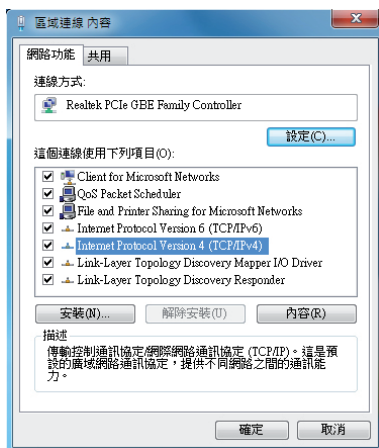 區域連線 內容
網路功能 共用
連線方式:
Realtek PCIe GBE Family Controller
設定(C)...
這個連線使用下列項目(O):
Client for Microsoft Networks
QoS Packet Scheduler
File and Printer Sharing for Microsoft Networks
Internet Protocol Version 6 (TCP/IPv6)
Internet Protocol Version 4 (TCP/IPv4)
Link-Layer Topology Discovery Mapper I/O Driver
Link-Layer Topology Discovery Responder
安裝(N)... 解除安裝(U) 內容(R)
描述
傳輸控制通訊協定/網際網路通訊協定 (TCP/IP)。這是預
設的廣域網路通訊協定，提供不同網路之間的通訊能
力。
確定 取消